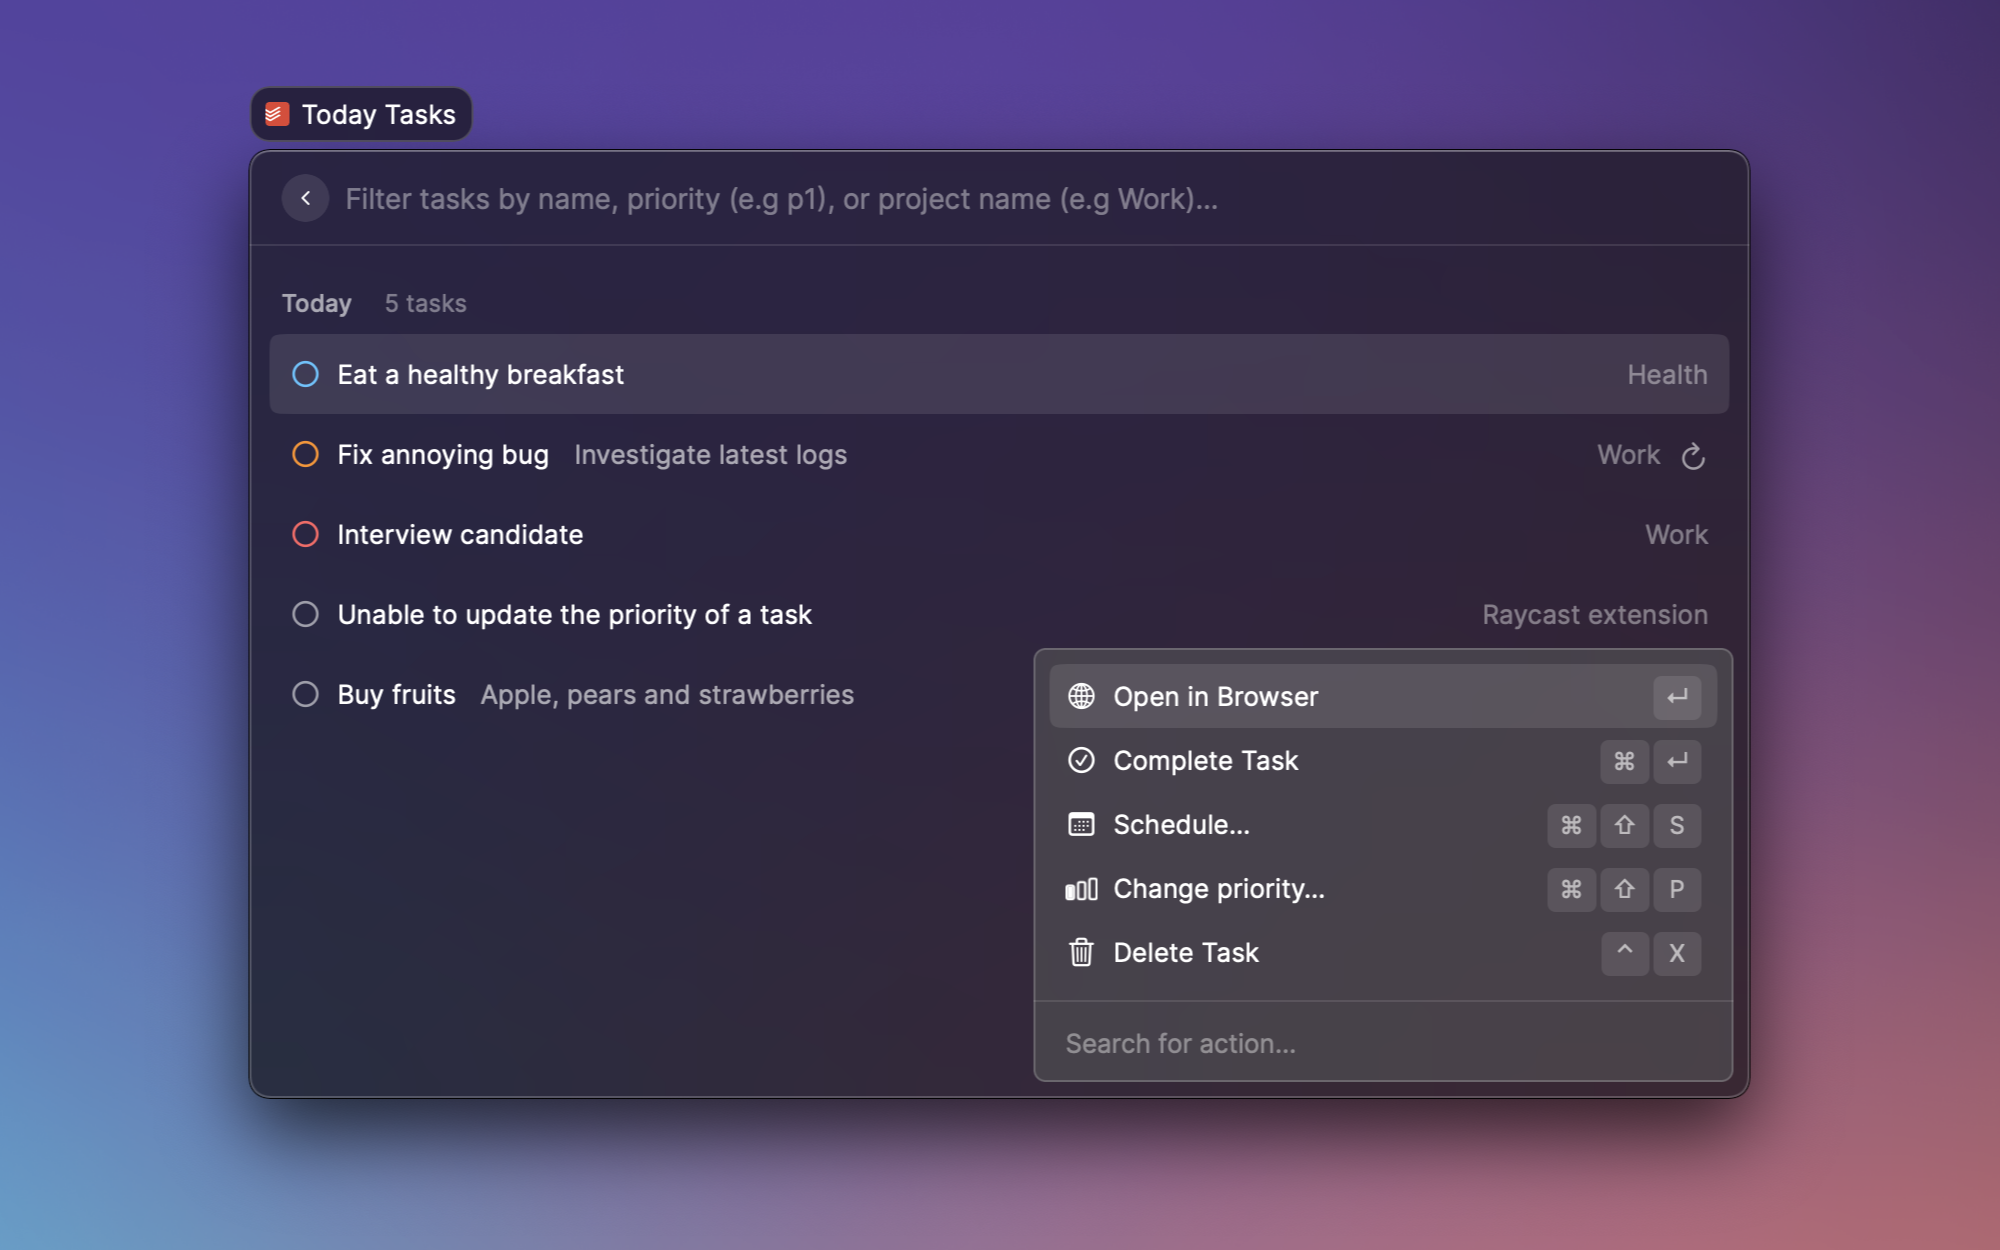 Today Tasks
Filter tasks by name, priority (e.g p1), or project name (e.g Work)...
Today 5 tasks
Eat a healthy breakfast Health
Fix annoying bug Investigate latest logs Work
Interview candidate Work
Unable to update the priority of a task Raycast extension
Buy fruits Apple, pears and strawberries
Open in Browser ↵
Complete Task ⌘ ↵
Schedule... ⌘ ⇧ S
Change priority... ⌘ ⇧ P
Delete Task ^ X
Search for action...